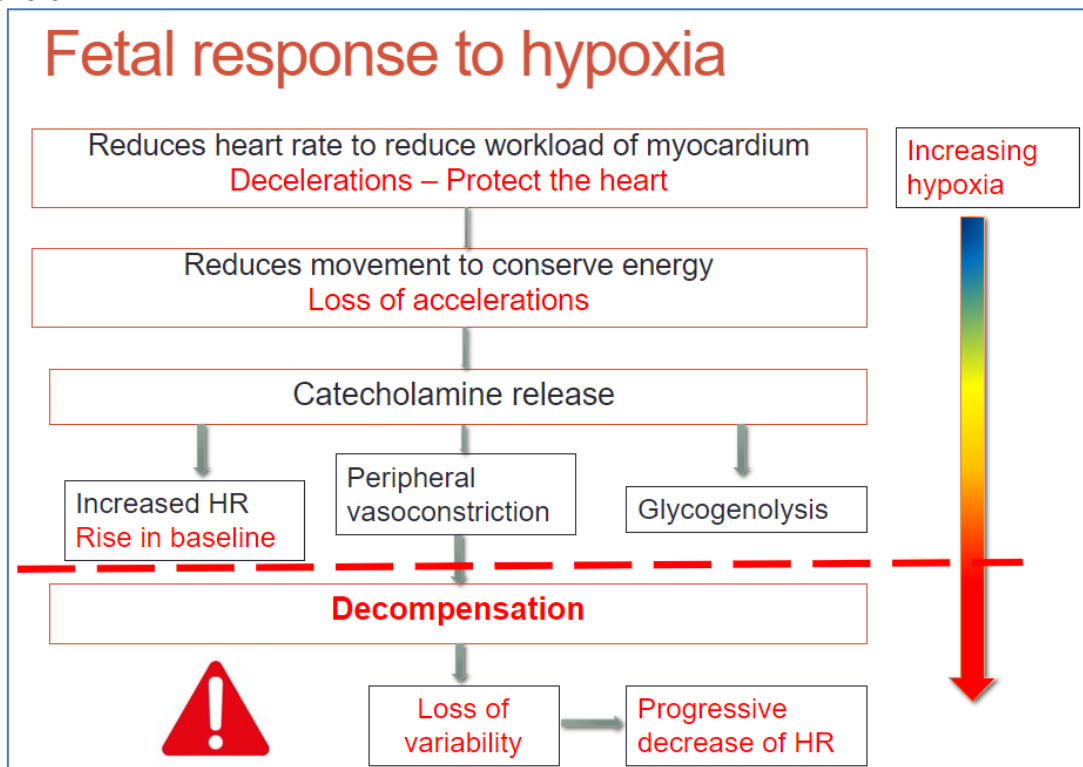 Fetal response to hypoxia
Reduces heart rate to reduce workload of myocardium
Decelerations – Protect the heart
Increasing
hypoxia
Reduces movement to conserve energy
Loss of accelerations
Catecholamine release
Increased HR
Rise in baseline
Peripheral
vasoconstriction
Glycogenolysis
Decompensation
Loss of
variability
Progressive
decrease of HR